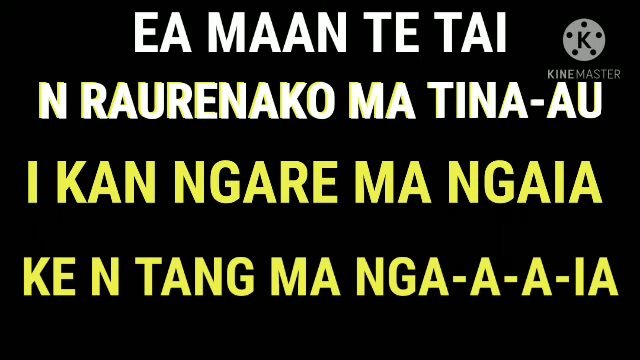 EA MAAN TE TAI
KINEMASTER
N RAURENAKO MA TINA-AU
I KAN NGARE MA NGAIA
KE N TANG MA NGA-A-A-IA